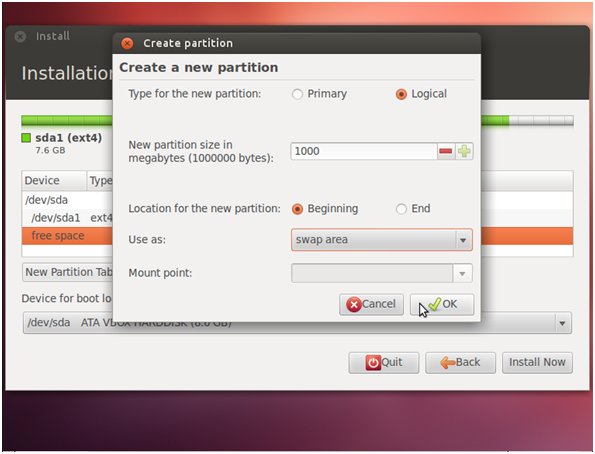 Install
Create partition
Installation
Create a new partition
Type for the new partition: Primary Logical
sda1 (ext4)
7.6 GB
New partition size in
megabytes (1000000 bytes): 1000
Device Type
/dev/sda
/dev/sda1 ext4
free space
Location for the new partition: Beginning End
Use as: swap area
New Partition Tab
Mount point:
Device for boot lo
Cancel OK
/dev/sda ATA VBOX HARDDISK (8.6 GB)
Quit Back Install Now